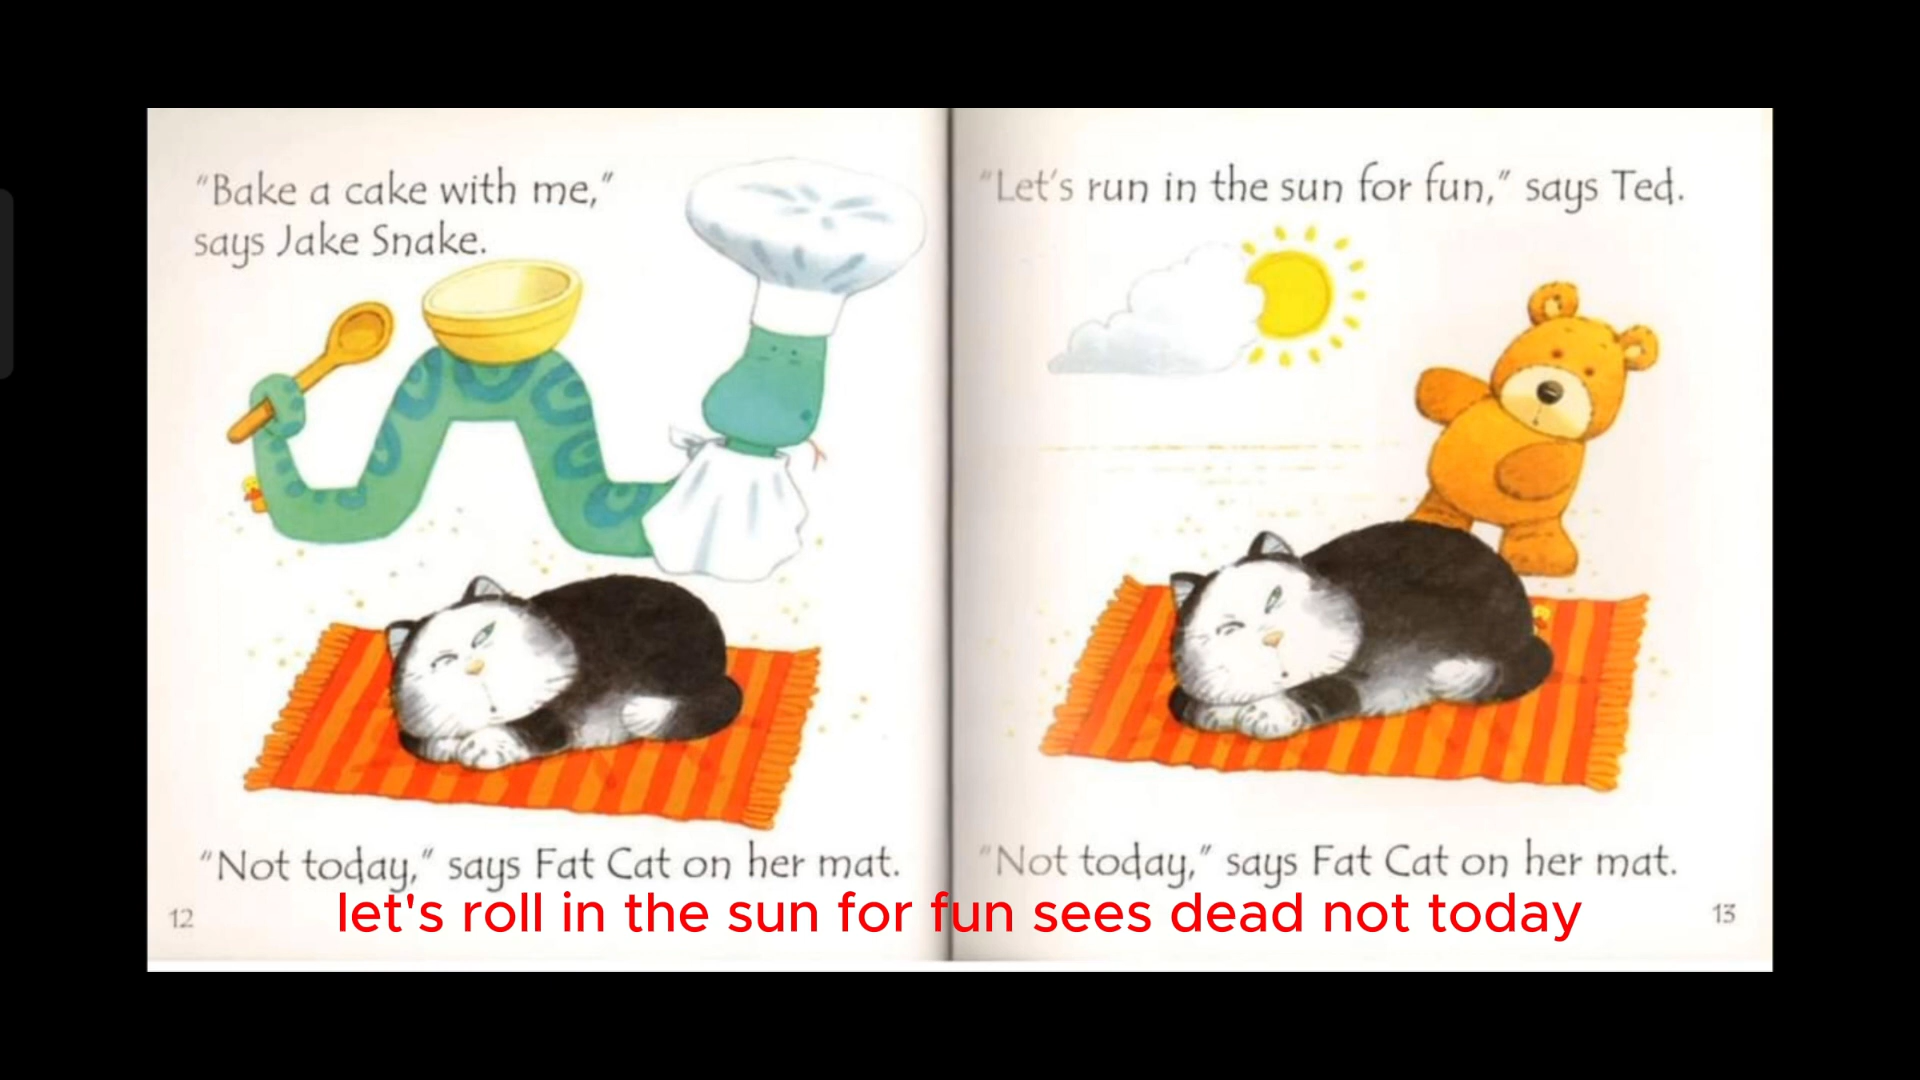 "Bake a cake with me,"
says Jake Snake.
"Not today," says Fat Cat on her mat.
12
"Let's run in the sun for fun," says Ted.
"Not today," says Fat Cat on her mat.
13
let's roll in the sun for fun sees dead not today